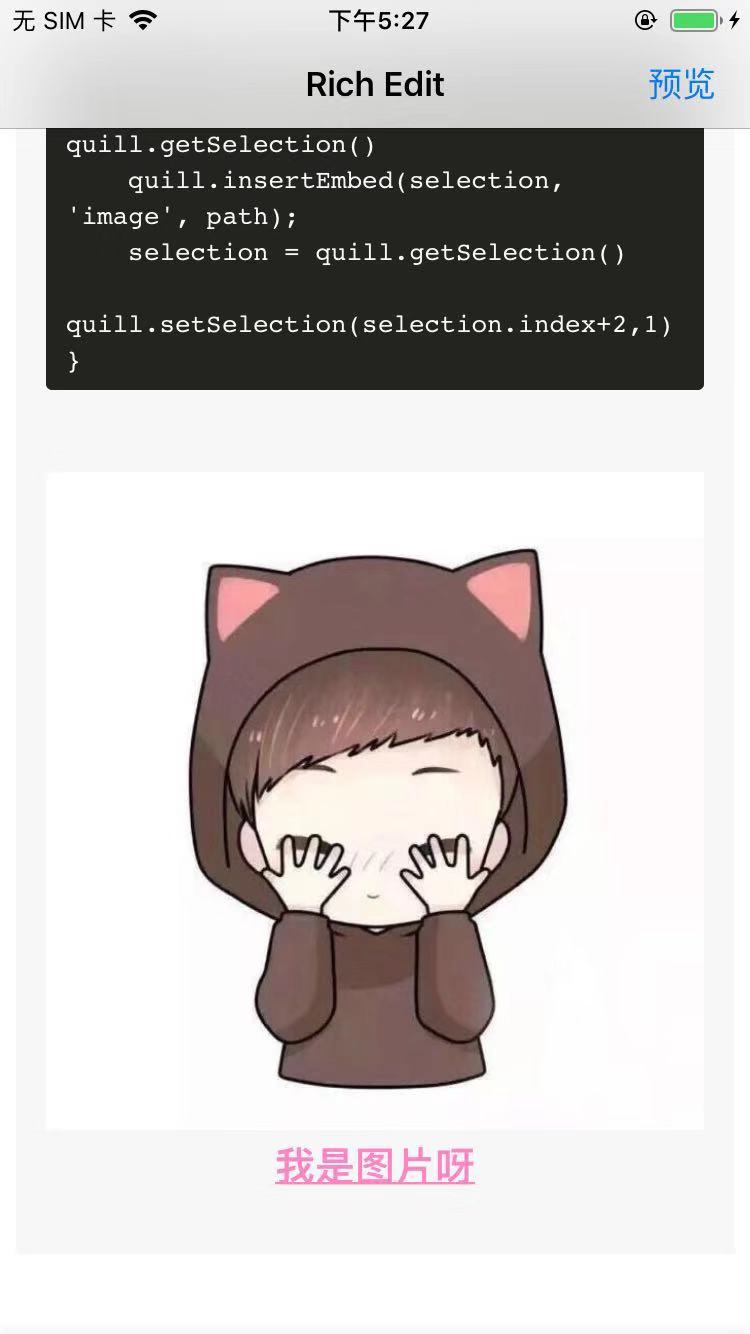 无 SIM 卡 下午5:27
Rich Edit 预览
quill.getSelection()
    quill.insertEmbed(selection,
'image', path);
    selection = quill.getSelection()
quill.setSelection(selection.index+2,1)
}
我是图片呀